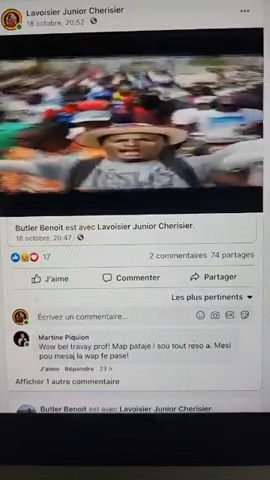 Lavoisier Junior Cherisier
18 octobre, 20:52
Butler Benoit est avec Lavoisier Junior Cherisier.
18 octobre, 20:47
17
2 commentaires 74 partages
J'aime
Commenter
Partager
Les plus pertinents
Écrivez un commentaire...
Martine Piquion
Wow bel travay prof! Map pataje l sou tout reso a. Mesi
pou mesaj la wap fe pase!
J'aime Répondre 23 h
Afficher 1 autre commentaire
Butler Benoit est avec Lavoisier Junior Cherisier